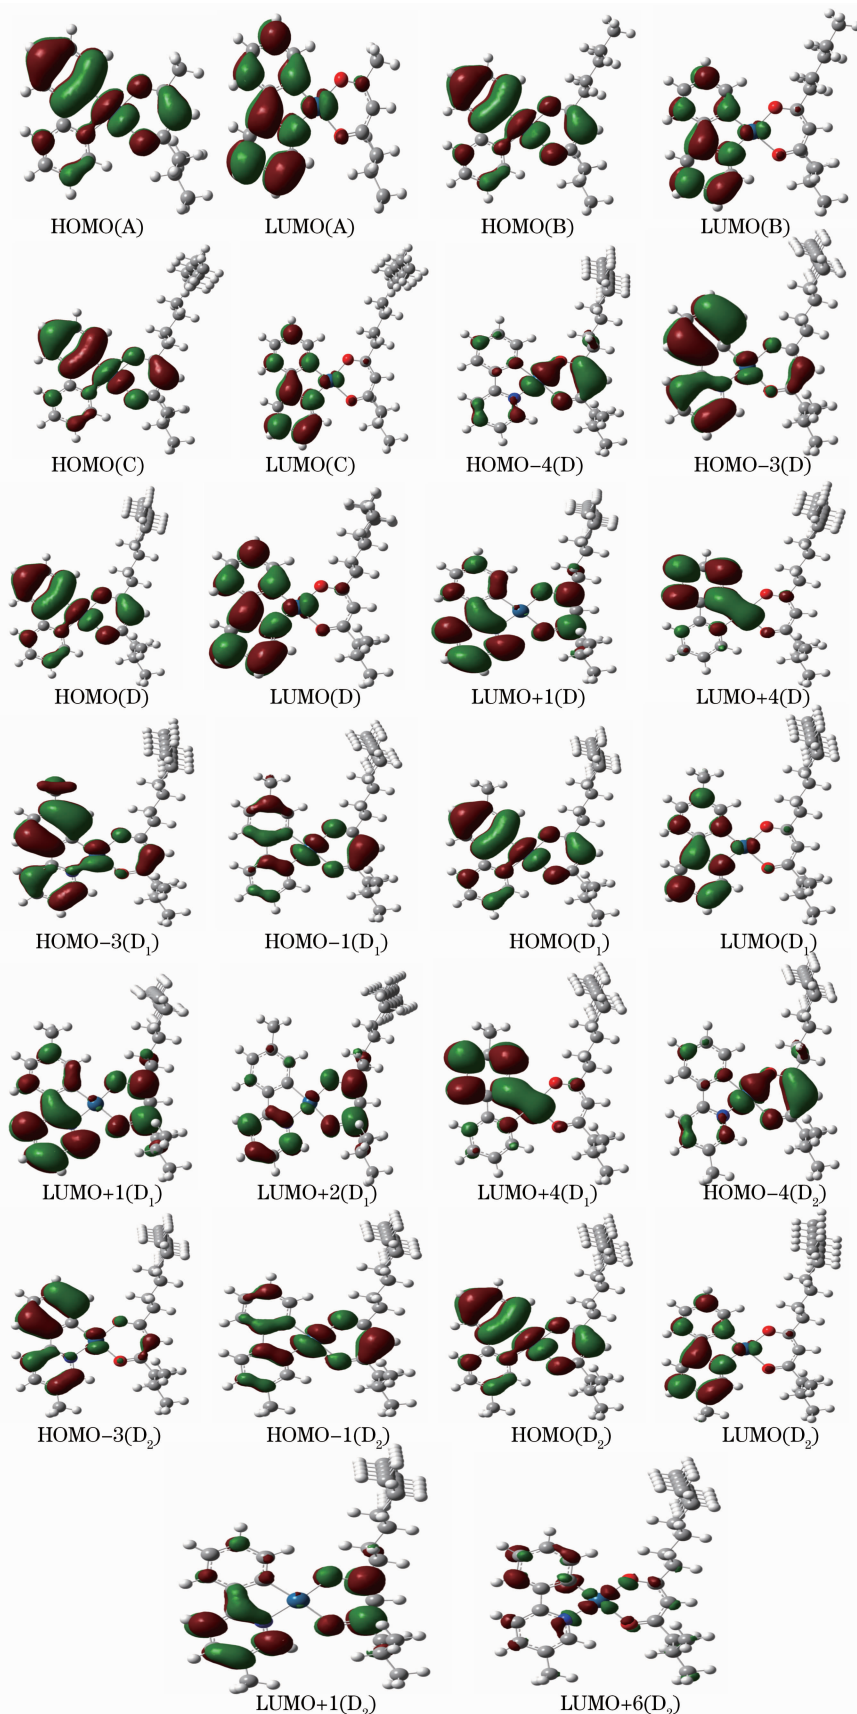 HOMO(A) LUMO(A) HOMO(B) LUMO(B)
HOMO(C) LUMO(C) HOMO−4(D) HOMO−3(D)
HOMO(D) LUMO(D) LUMO+1(D) LUMO+4(D)
HOMO−3(D₁) HOMO−1(D₁) HOMO(D₁) LUMO(D₁)
LUMO+1(D₁) LUMO+2(D₁) LUMO+4(D₁) HOMO−4(D₂)
HOMO−3(D₂) HOMO−1(D₂) HOMO(D₂) LUMO(D₂)
LUMO+1(D₂) LUMO+6(D₂)